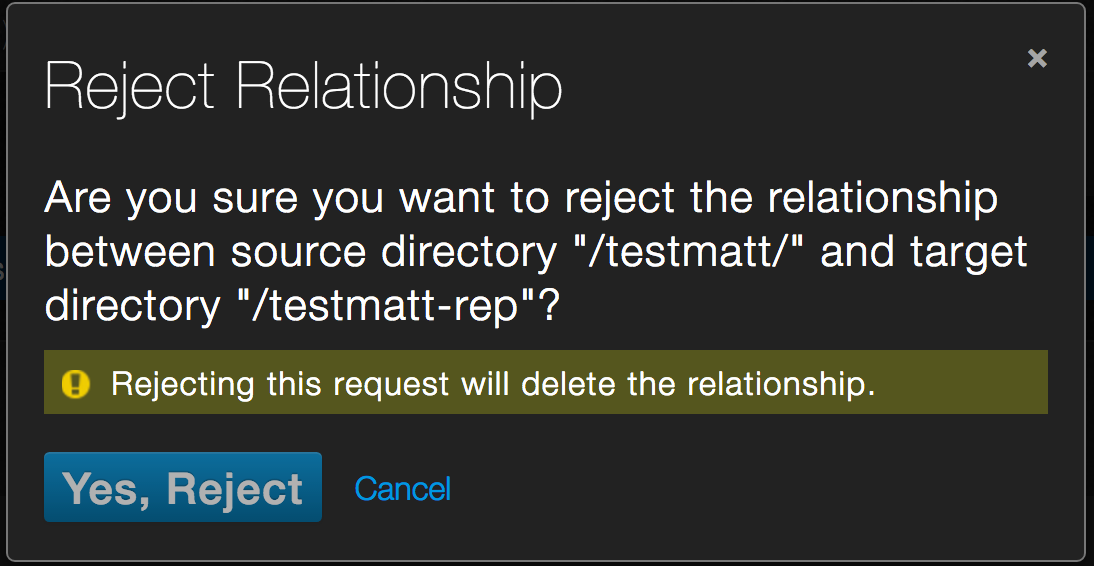 Reject Relationship
Are you sure you want to reject the relationship
between source directory "/testmatt/" and target
directory "/testmatt-rep"?
Rejecting this request will delete the relationship.
Yes, Reject
Cancel